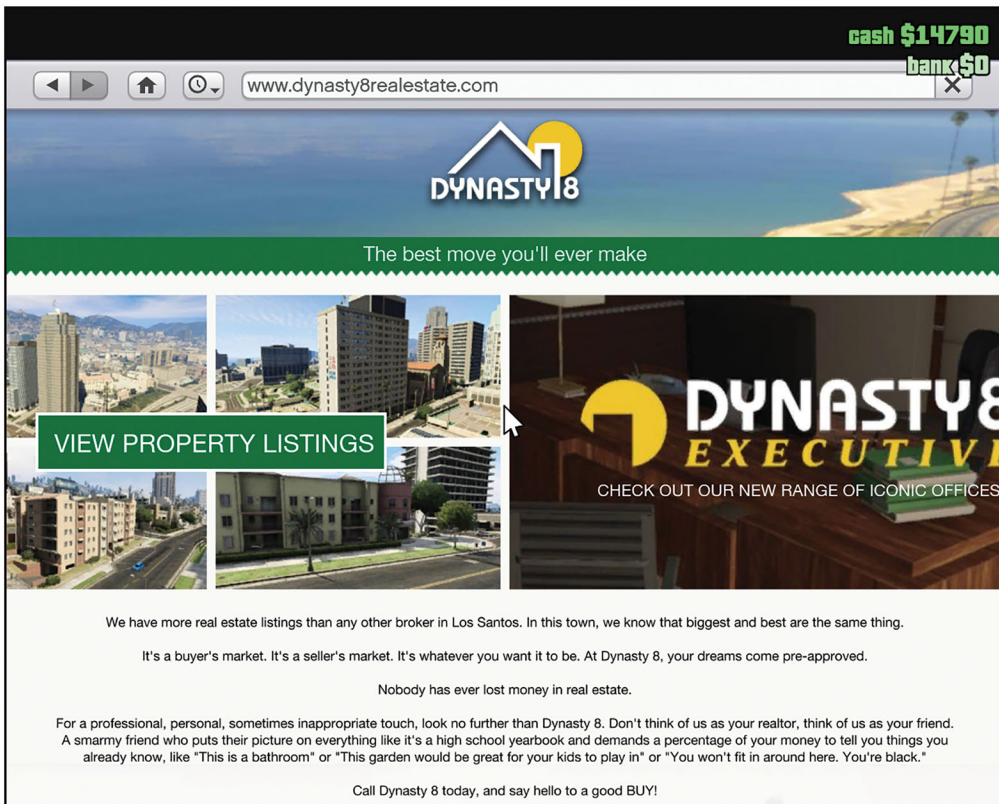 cash $14790
bank $0
www.dynasty8realestate.com
DYNASTY 8
The best move you'll ever make
VIEW PROPERTY LISTINGS
DYNASTY8
EXECUTIVE
CHECK OUT OUR NEW RANGE OF ICONIC OFFICES
We have more real estate listings than any other broker in Los Santos. In this town, we know that biggest and best are the same thing.
It's a buyer's market. It's a seller's market. It's whatever you want it to be. At Dynasty 8, your dreams come pre-approved.
Nobody has ever lost money in real estate.
For a professional, personal, sometimes inappropriate touch, look no further than Dynasty 8. Don't think of us as your realtor, think of us as your friend.
A smarmy friend who puts their picture on everything like it's a high school yearbook and demands a percentage of your money to tell you things you
already know, like "This is a bathroom" or "This garden would be great for your kids to play in" or "You won't fit in around here. You're black."
Call Dynasty 8 today, and say hello to a good BUY!